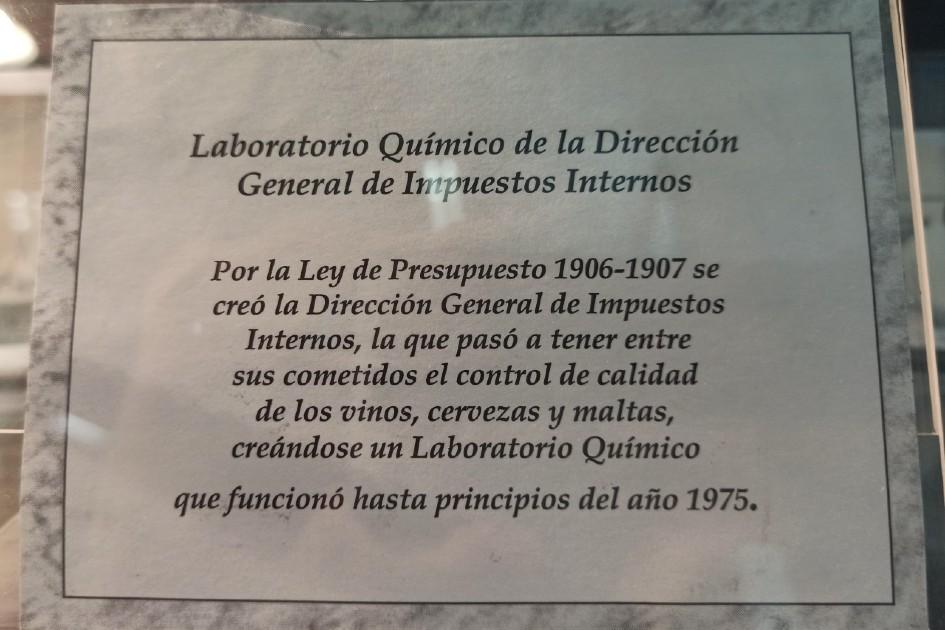 Laboratorio Químico de la Dirección
General de Impuestos Internos
Por la Ley de Presupuesto 1906-1907 se
creó la Dirección General de Impuestos
Internos, la que pasó a tener entre
sus cometidos el control de calidad
de los vinos, cervezas y maltas,
creándose un Laboratorio Químico
que funcionó hasta principios del año 1975.